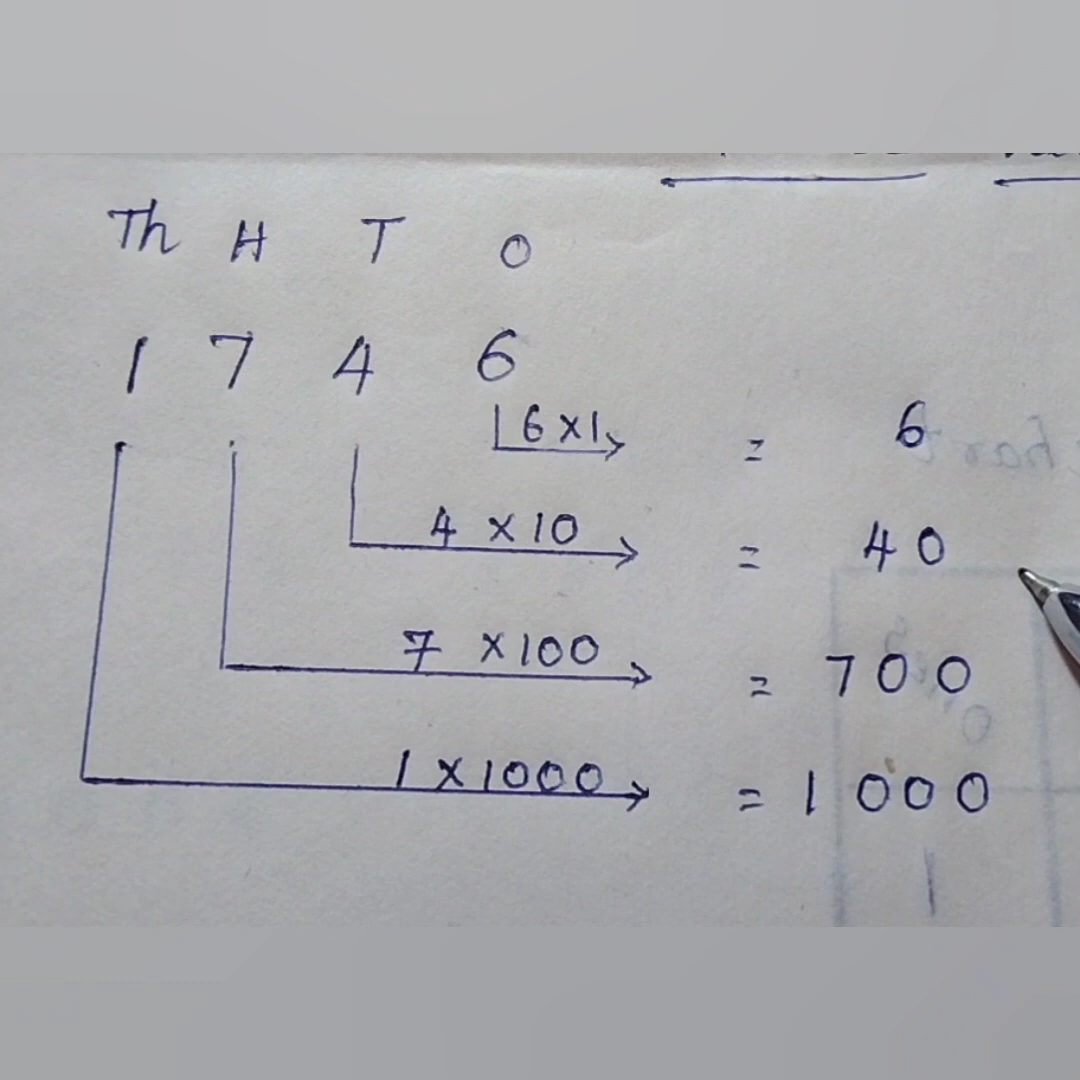 Th H T O
1 7 4 6
6 x 1 = 6
4 x 10 = 40
7 x 100 = 700
1 x 1000 = 1000